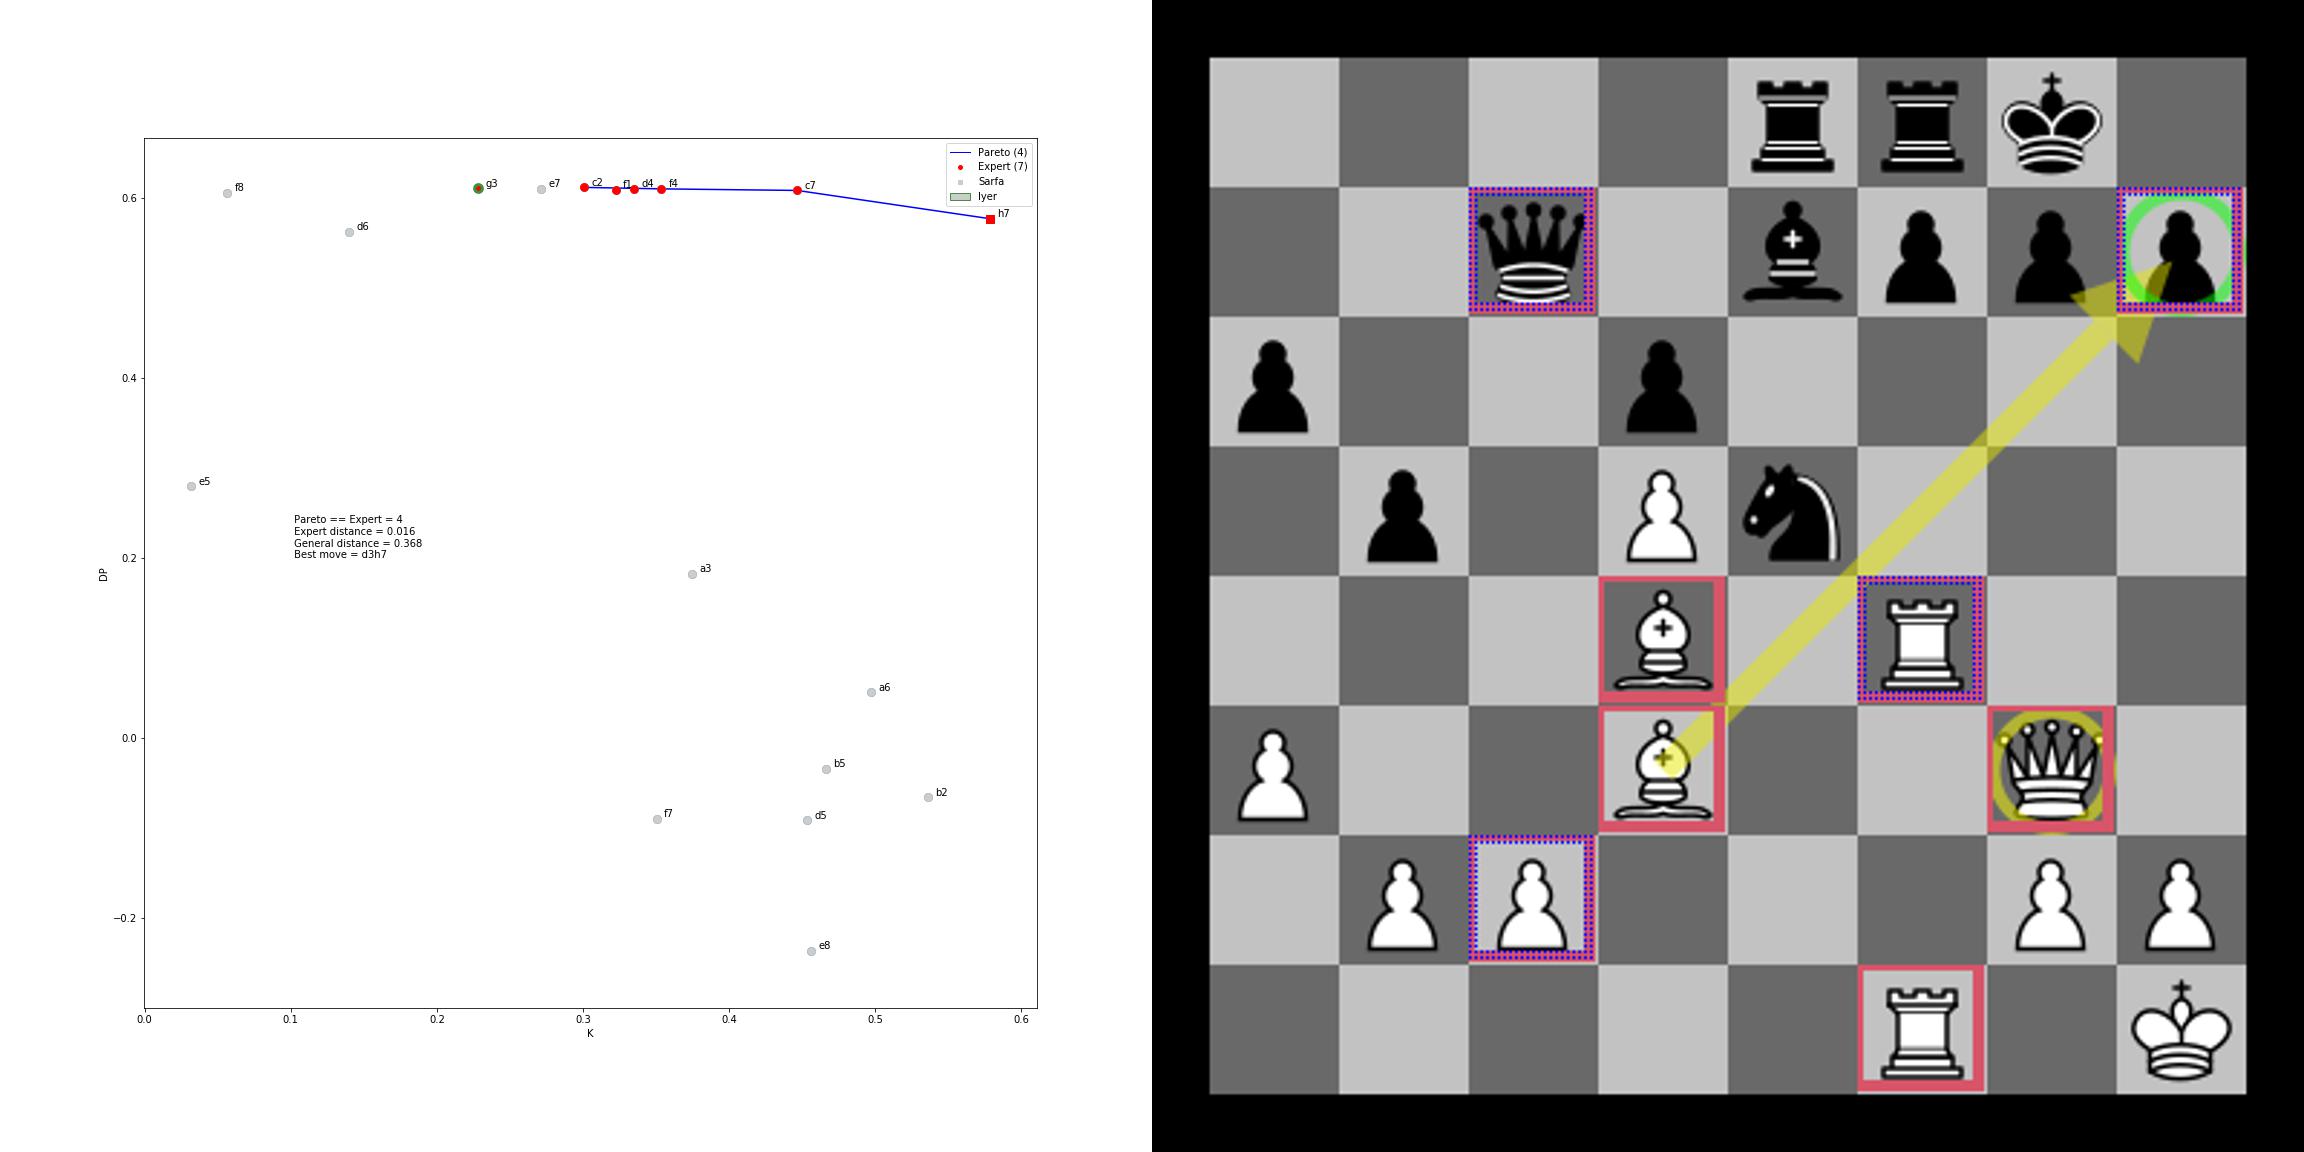 Pareto (4)
Expert (7)
Sarfa
Iyer
f8
g3
e7
c2
f1
d4
f4
c7
h7
d6
e5
Pareto == Expert = 4
Expert distance = 0.016
General distance = 0.368
Best move = d3h7
a3
a6
b5
b2
f7
d5
e8
0.6
0.4
0.2
0.0
−0.2
DP
0.0 0.1 0.2 0.3 0.4 0.5 0.6
K